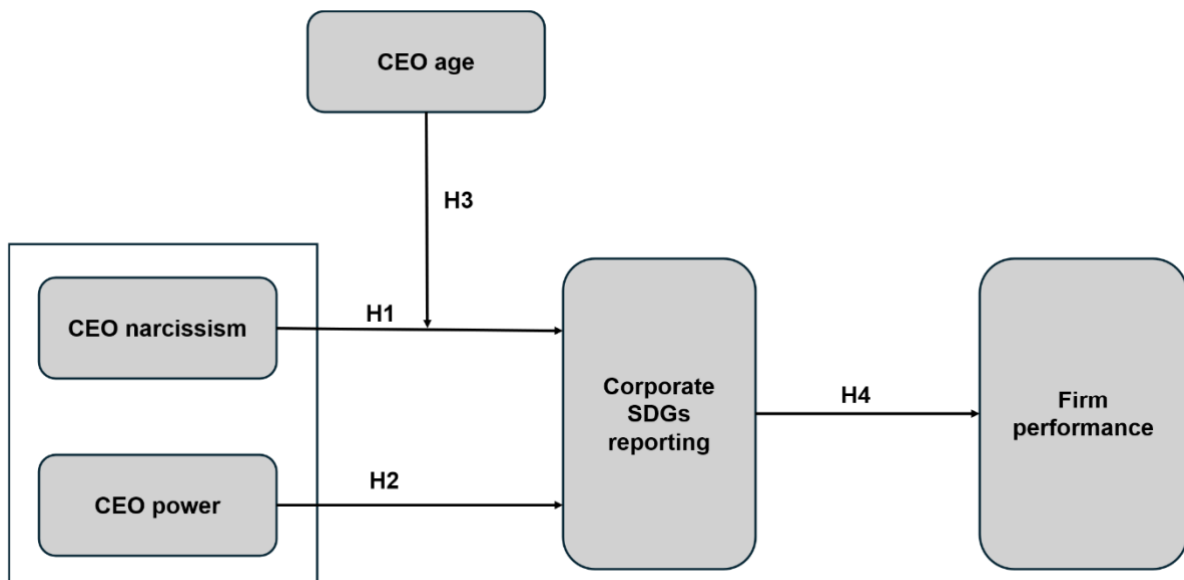 CEO age
H3
CEO narcissism
H1
CEO power
H2
Corporate
SDGs
reporting
H4
Firm
performance